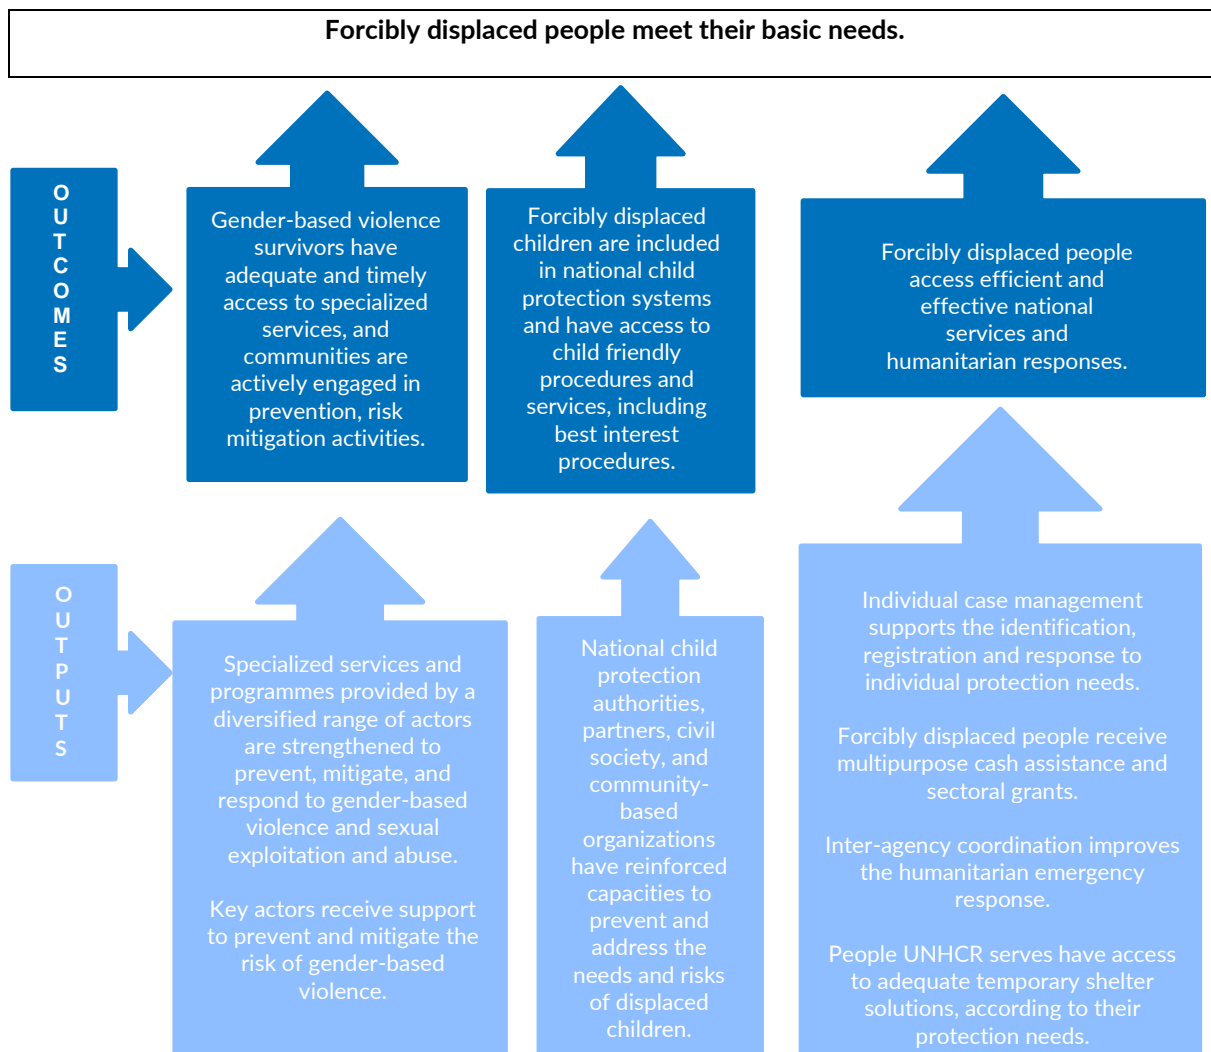 Forcibly displaced people meet their basic needs.
O
U
T
C
O
M
E
S
Gender-based violence
survivors have
adequate and timely
access to specialized
services, and
communities are
actively engaged in
prevention, risk
mitigation activities.
Forcibly displaced
children are included
in national child
protection systems
and have access to
child friendly
procedures and
services, including
best interest
procedures.
Forcibly displaced people
access efficient and
effective national
services and
humanitarian responses.
O
U
T
P
U
T
S
Specialized services and
programmes provided by a
diversified range of actors
are strengthened to
prevent, mitigate, and
respond to gender-based
violence and sexual
exploitation and abuse.
Key actors receive support
to prevent and mitigate the
risk of gender-based
violence.
National child
protection
authorities,
partners, civil
society, and
community-
based
organizations
have reinforced
capacities to
prevent and
address the
needs and risks
of displaced
children.
Individual case management
supports the identification,
registration and response to
individual protection needs.
Forcibly displaced people receive
multipurpose cash assistance and
sectoral grants.
Inter-agency coordination improves
the humanitarian emergency
response.
People UNHCR serves have access
to adequate temporary shelter
solutions, according to their
protection needs.